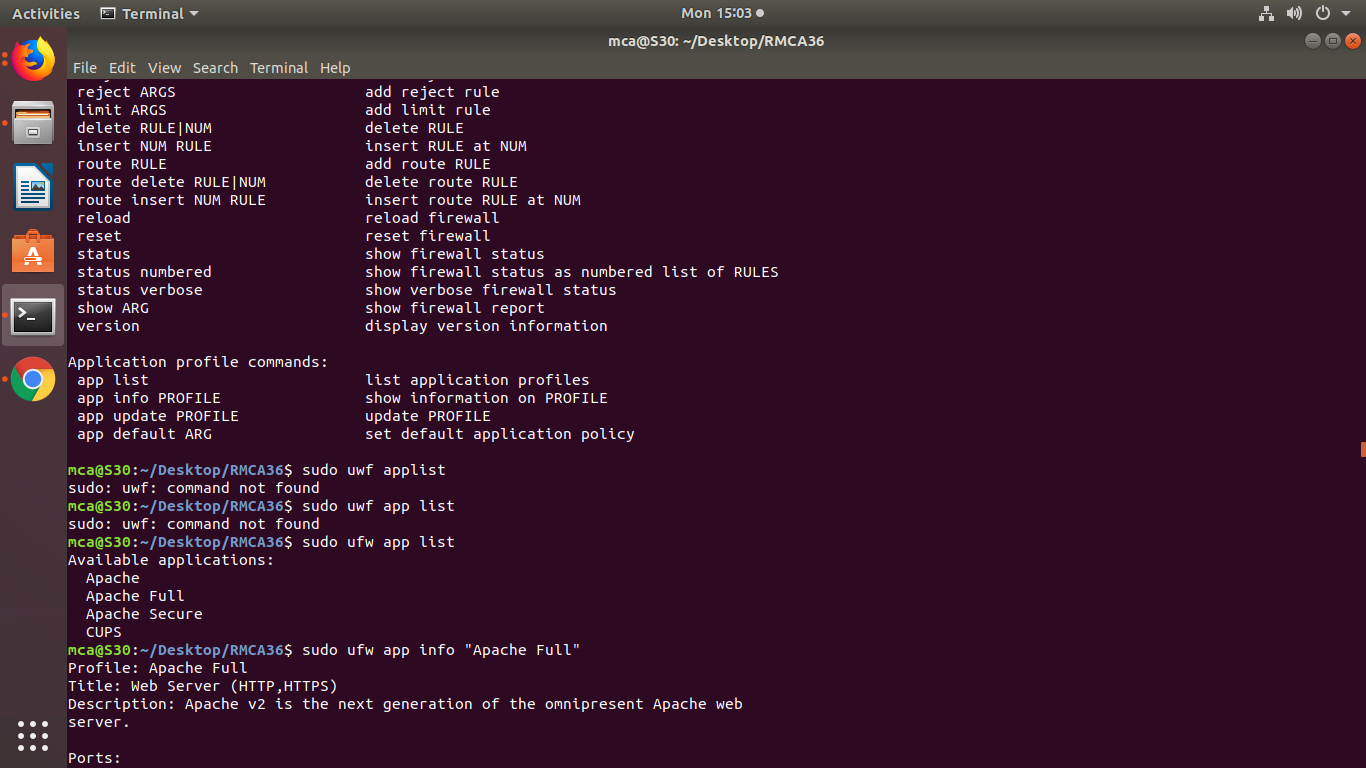 Activities Terminal Mon 15:03
mca@S30: ~/Desktop/RMCA36
File Edit View Search Terminal Help
reject ARGS add reject rule
limit ARGS add limit rule
delete RULE|NUM delete RULE
insert NUM RULE insert RULE at NUM
route RULE add route RULE
route delete RULE|NUM delete route RULE
route insert NUM RULE insert route RULE at NUM
reload reload firewall
reset reset firewall
status show firewall status
status numbered show firewall status as numbered list of RULES
status verbose show verbose firewall status
show ARG show firewall report
version display version information
Application profile commands:
app list list application profiles
app info PROFILE show information on PROFILE
app update PROFILE update PROFILE
app default ARG set default application policy
mca@S30:~/Desktop/RMCA36$ sudo uwf applist
sudo: uwf: command not found
mca@S30:~/Desktop/RMCA36$ sudo uwf app list
sudo: uwf: command not found
mca@S30:~/Desktop/RMCA36$ sudo ufw app list
Available applications:
Apache
Apache Full
Apache Secure
CUPS
mca@S30:~/Desktop/RMCA36$ sudo ufw app info "Apache Full"
Profile: Apache Full
Title: Web Server (HTTP,HTTPS)
Description: Apache v2 is the next generation of the omnipresent Apache web
server.
Ports: